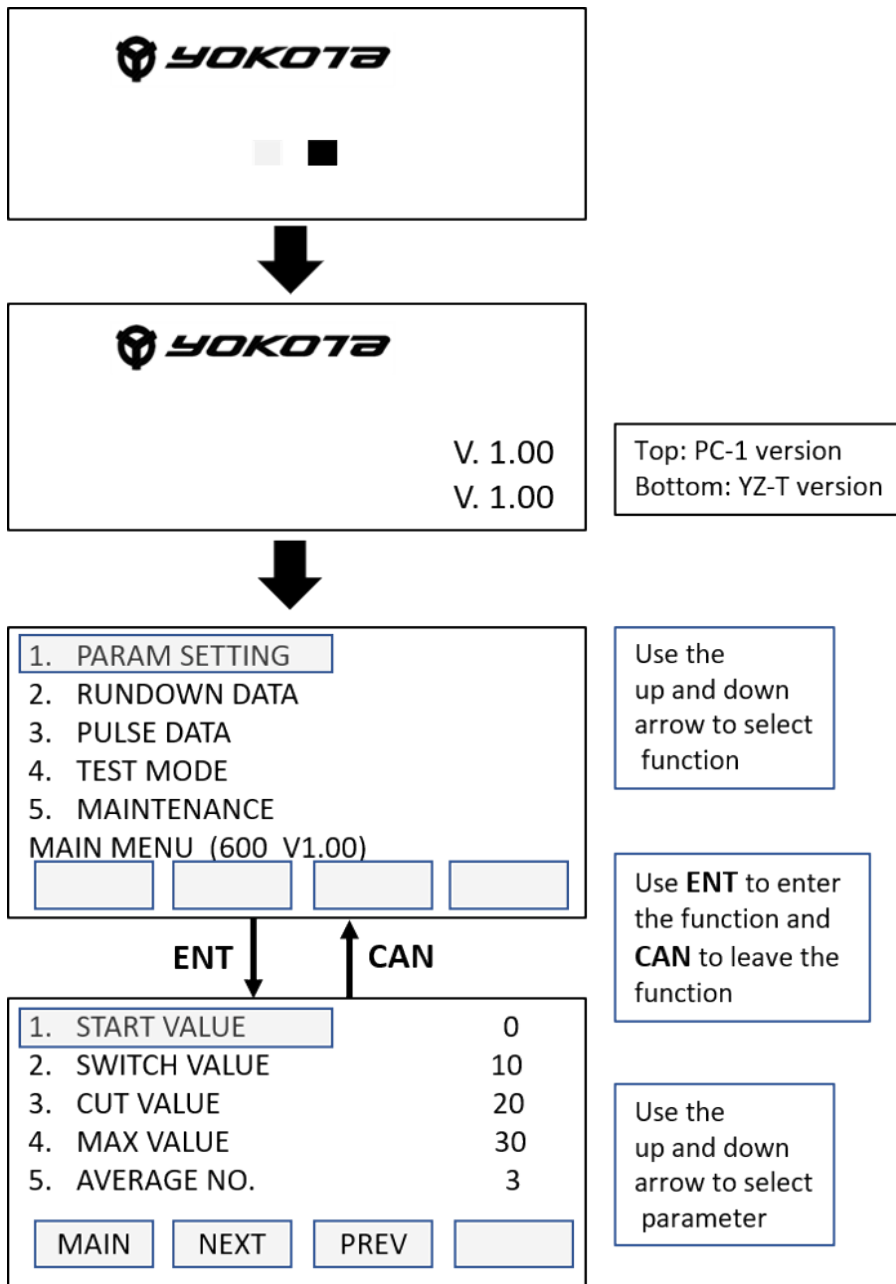 YOKOTA
YOKOTA
V. 1.00
V. 1.00
Top: PC-1 version
Bottom: YZ-T version
1. PARAM SETTING
2. RUNDOWN DATA
3. PULSE DATA
4. TEST MODE
5. MAINTENANCE
MAIN MENU (600 V1.00)
Use the
up and down
arrow to select
function
ENT
CAN
Use ENT to enter
the function and
CAN to leave the
function
1. START VALUE 0
2. SWITCH VALUE 10
3. CUT VALUE 20
4. MAX VALUE 30
5. AVERAGE NO. 3
MAIN NEXT PREV
Use the
up and down
arrow to select
parameter